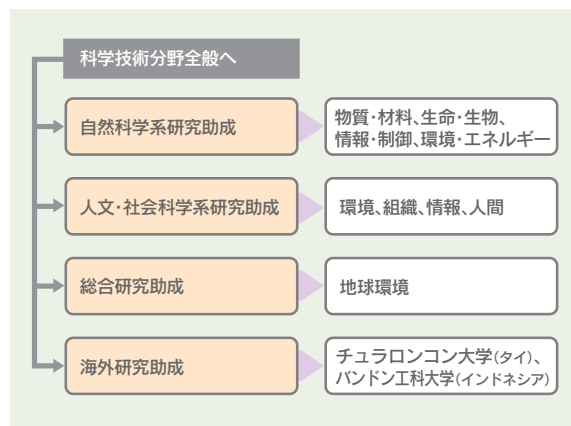 科学技術分野全般へ
自然科学系研究助成
物質・材料、生命・生物、
情報・制御、環境・エネルギー
人文・社会科学系研究助成
環境、組織、情報、人間
総合研究助成
地球環境
海外研究助成
チュラロンコン大学(タイ)、
バンドン工科大学(インドネシア)